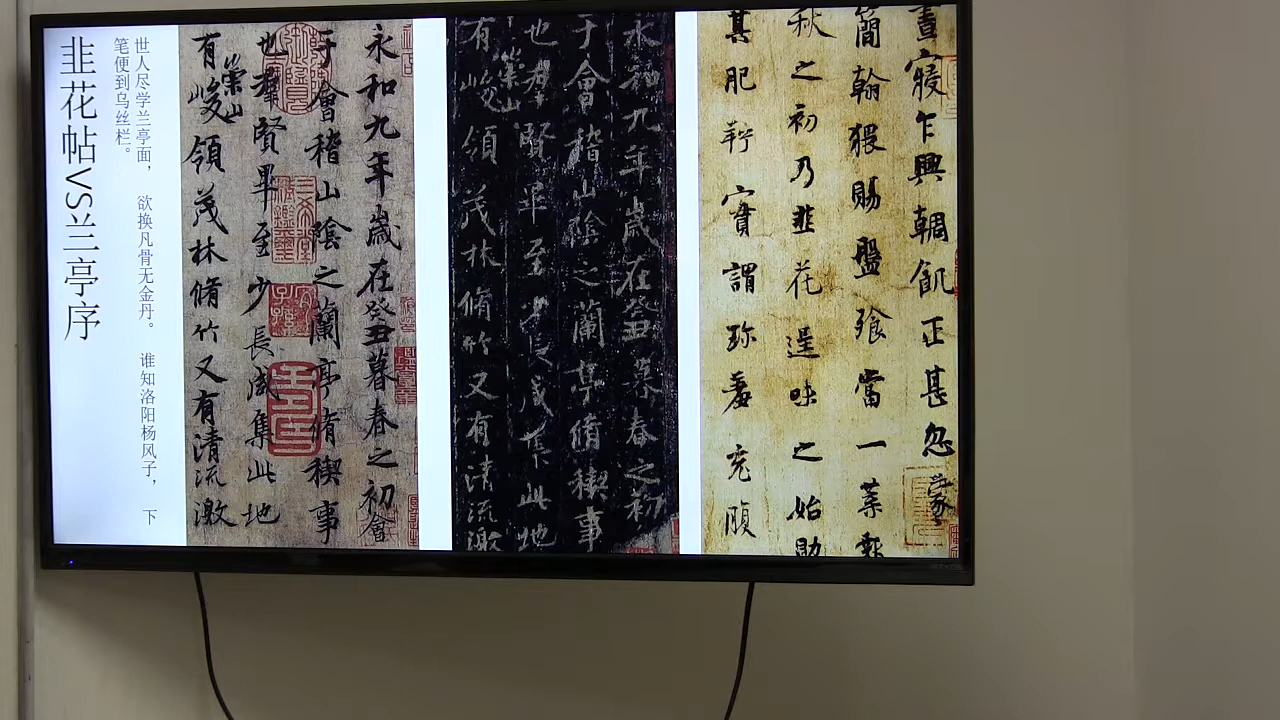 韭花帖VS兰亭序
世人尽学兰亭面， 欲换凡骨无金丹。 谁知洛阳杨风子， 下
笔便到乌丝栏。
永和九年歲在癸丑暮春之初會
于會稽山陰之蘭亭脩稧事
也羣賢畢至少長咸集此地
崇山
有峻領茂林脩竹又有清流激
永和九年歲在癸丑暮春之初
于會稽山陰之蘭亭脩稧事
也羣賢畢至少長咸集此地
崇山
有峻領茂林脩竹又有清流激
晝寢乍興輖飢正甚忽蒙
簡翰猥賜盤飧當一葉報
秋之初乃韭花逞味之始助
其肥羜實謂珍羞充腹